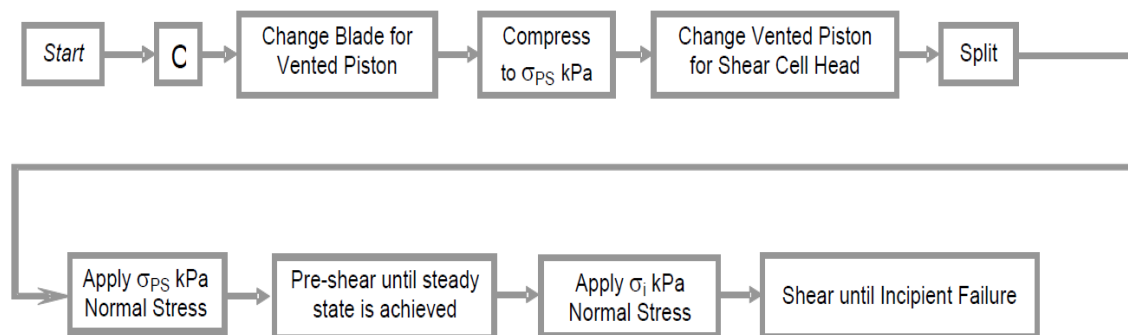 Start
C
Change Blade for
Vented Piston
Compress
to σPS kPa
Change Vented Piston
for Shear Cell Head
Split
Apply σPS kPa
Normal Stress
Pre-shear until steady
state is achieved
Apply σi kPa
Normal Stress
Shear until Incipient Failure